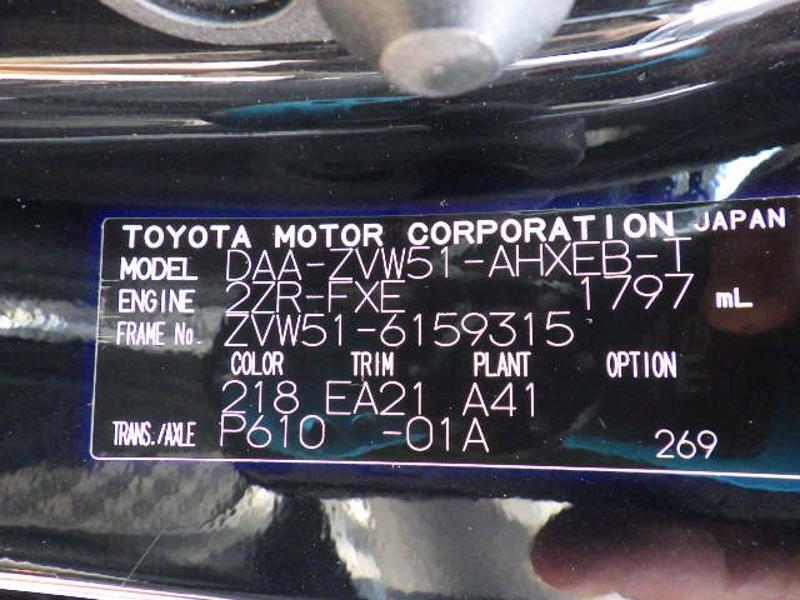 TOYOTA MOTOR CORPORATION JAPAN
MODEL DAA-ZVW51-AHXEB-T
ENGINE 2ZR-FXE 1797 mL
FRAME No. ZVW51-6159315
COLOR TRIM PLANT OPTION
218 EA21 A41
TRANS./AXLE P610 -01A 269